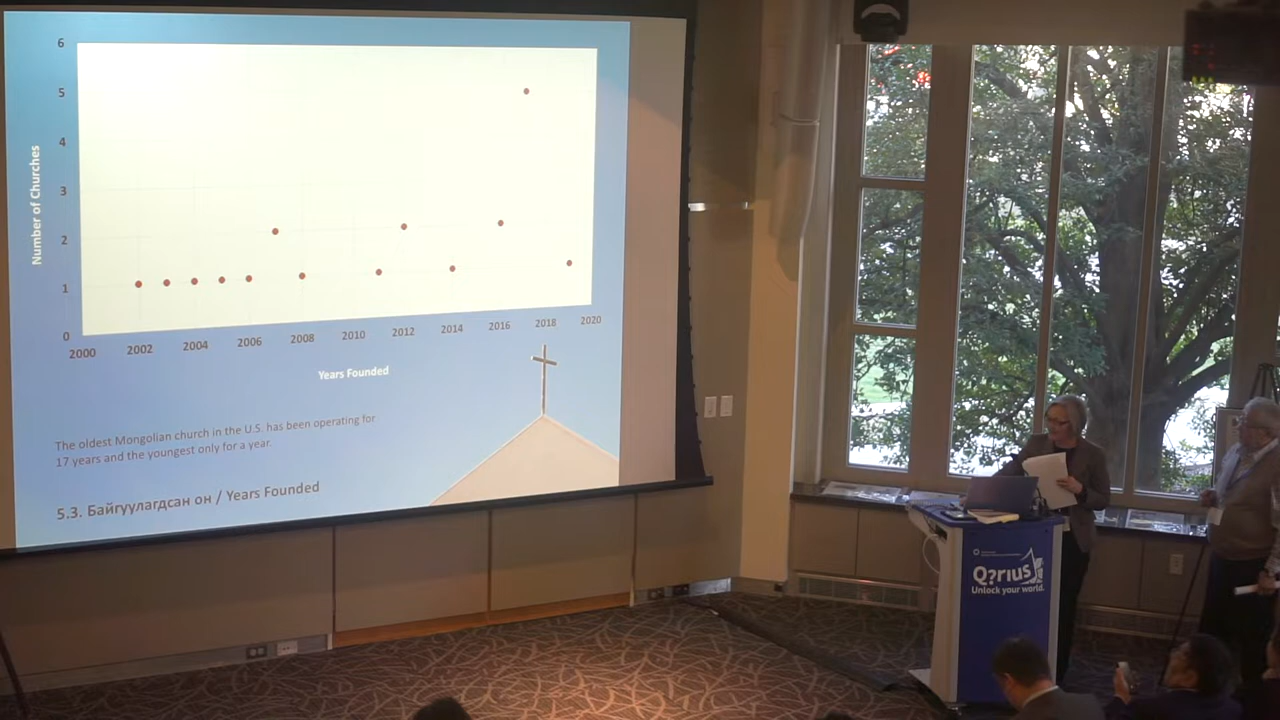 6
5
4
3
2
1
0
Number of Churches
2000 2002 2004 2006 2008 2010 2012 2014 2016 2018 2020
Years Founded
The oldest Mongolian church in the U.S. has been operating for
17 years and the youngest only for a year.
5.3. Байгуулагдсан он / Years Founded
Q?rius
Unlock your world.